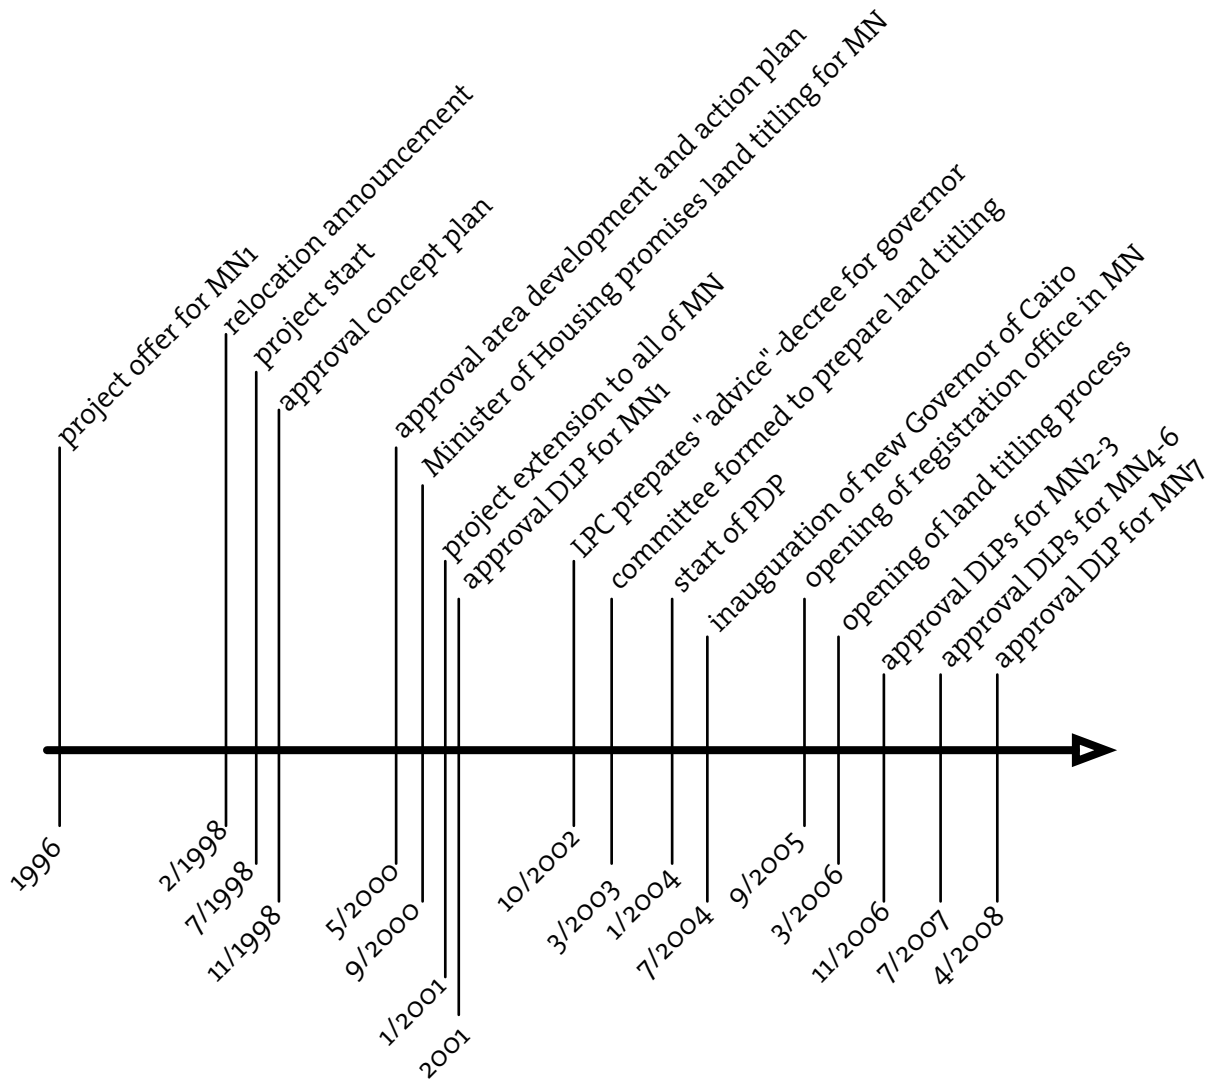 project offer for MN1
relocation announcement
project start
approval concept plan
approval area development and action plan
Minister of Housing promises land titling for MN
project extension to all of MN
approval DLP for MN1
LPC prepares "advice"-decree for governor
committee formed to prepare land titling
start of PDP
inauguration of new Governor of Cairo
opening of registration office in MN
opening of land titling process
approval DLPs for MN2-3
approval DLPs for MN4-6
approval DLP for MN7
1996
2/1998
7/1998
11/1998
5/2000
9/2000
1/2001
2001
10/2002
3/2003
1/2004
7/2004
9/2005
3/2006
11/2006
7/2007
4/2008